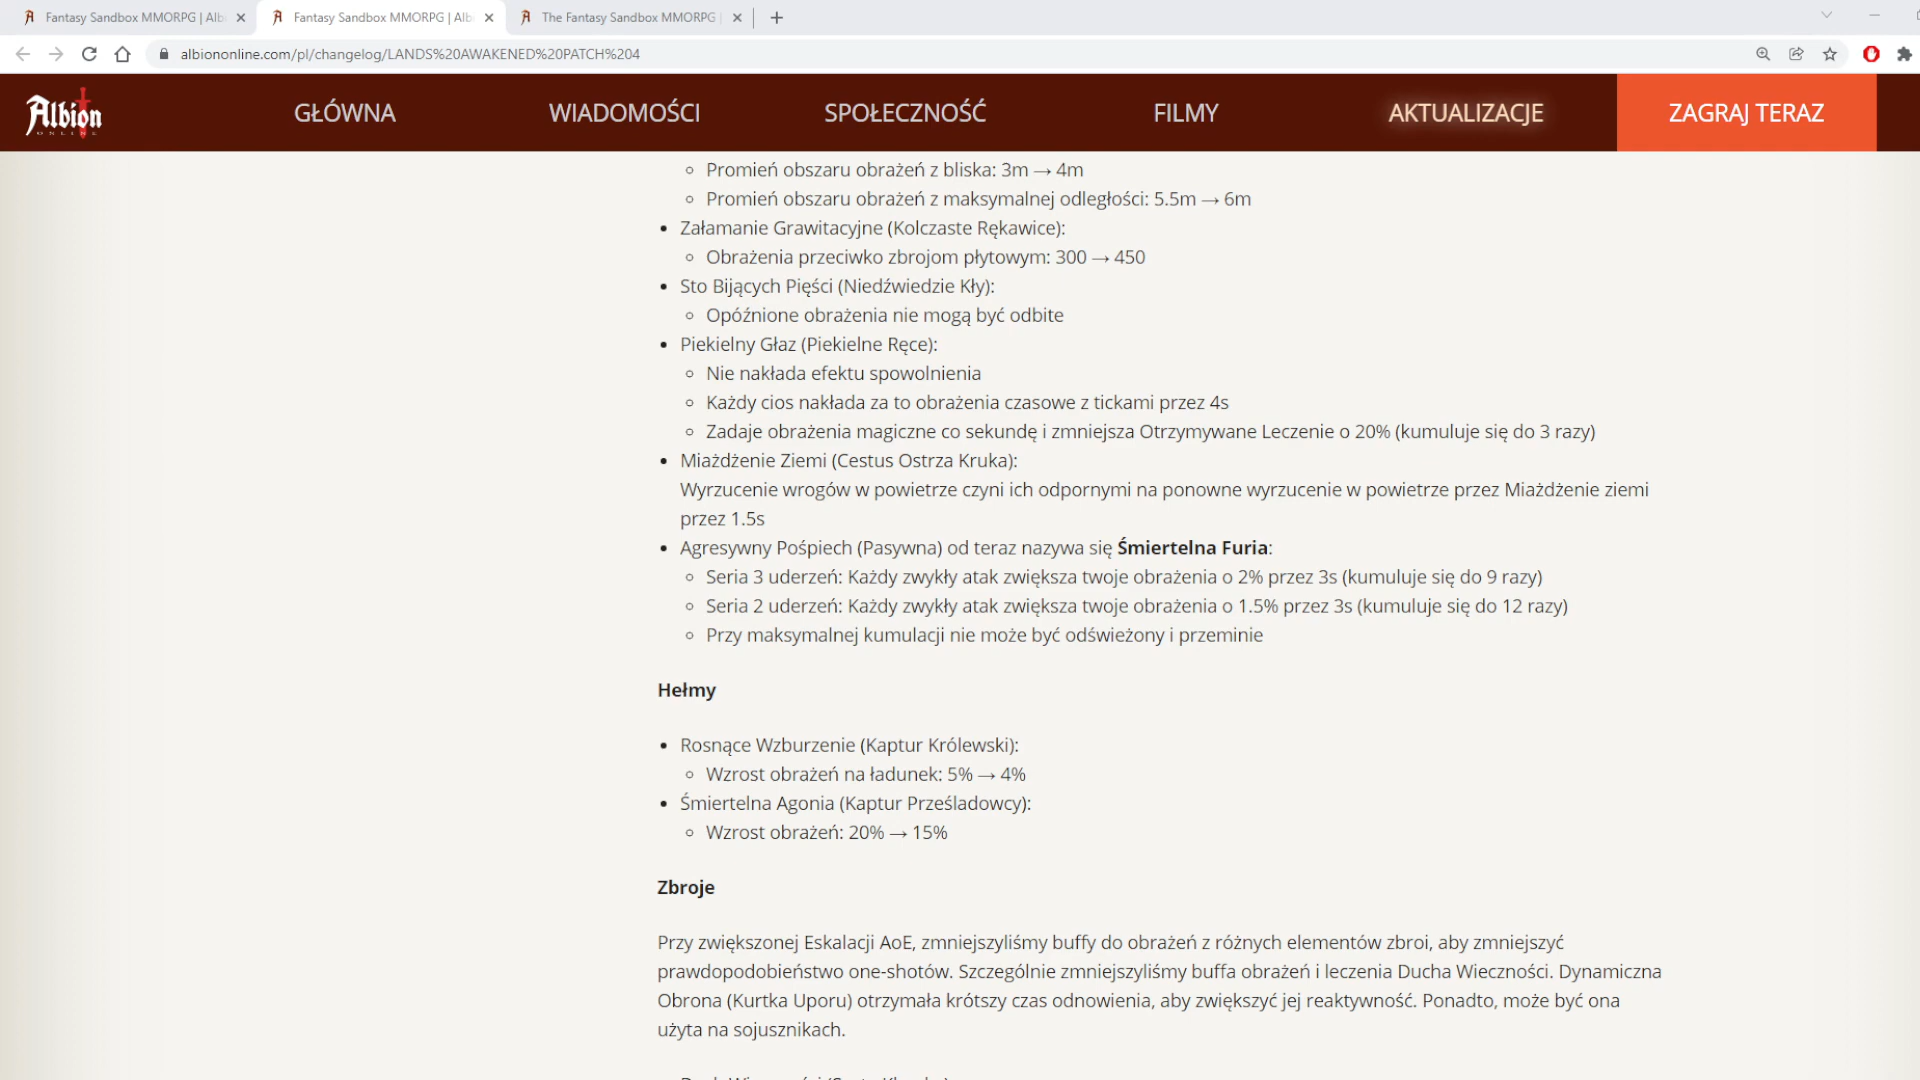 Fantasy Sandbox MMORPG | Alb
Fantasy Sandbox MMORPG | Alb
The Fantasy Sandbox MMORPG |
albiononline.com/pl/changelog/LANDS%20AWAKENED%20PATCH%204
Albion
ONLINE
GŁÓWNA
WIADOMOŚCI
SPOŁECZNOŚĆ
FILMY
AKTUALIZACJE
ZAGRAJ TERAZ
Promień obszaru obrażeń z bliska: 3m → 4m
Promień obszaru obrażeń z maksymalnej odległości: 5.5m → 6m
Załamanie Grawitacyjne (Kolczaste Rękawice):
Obrażenia przeciwko zbrojom płytowym: 300 → 450
Sto Bijących Pięści (Niedźwiedzie Kły):
Opóźnione obrażenia nie mogą być odbite
Piekielny Głaz (Piekielne Ręce):
Nie nakłada efektu spowolnienia
Każdy cios nakłada za to obrażenia czasowe z tickami przez 4s
Zadaje obrażenia magiczne co sekundę i zmniejsza Otrzymywane Leczenie o 20% (kumuluje się do 3 razy)
Miażdżenie Ziemi (Cestus Ostrza Kruka):
Wyrzucenie wrogów w powietrze czyni ich odpornymi na ponowne wyrzucenie w powietrze przez Miażdżenie ziemi
przez 1.5s
Agresywny Pośpiech (Pasywna) od teraz nazywa się Śmiertelna Furia:
Seria 3 uderzeń: Każdy zwykły atak zwiększa twoje obrażenia o 2% przez 3s (kumuluje się do 9 razy)
Seria 2 uderzeń: Każdy zwykły atak zwiększa twoje obrażenia o 1.5% przez 3s (kumuluje się do 12 razy)
Przy maksymalnej kumulacji nie może być odświeżony i przeminie
Hełmy
Rosnące Wzburzenie (Kaptur Królewski):
Wzrost obrażeń na ładunek: 5% → 4%
Śmiertelna Agonia (Kaptur Prześladowcy):
Wzrost obrażeń: 20% → 15%
Zbroje
Przy zwiększonej Eskalacji AoE, zmniejszyliśmy buffy do obrażeń z różnych elementów zbroi, aby zmniejszyć
prawdopodobieństwo one-shotów. Szczególnie zmniejszyliśmy buffa obrażeń i leczenia Ducha Wieczności. Dynamiczna
Obrona (Kurtka Uporu) otrzymała krótszy czas odnowienia, aby zwiększyć jej reaktywność. Ponadto, może być ona
użyta na sojusznikach.